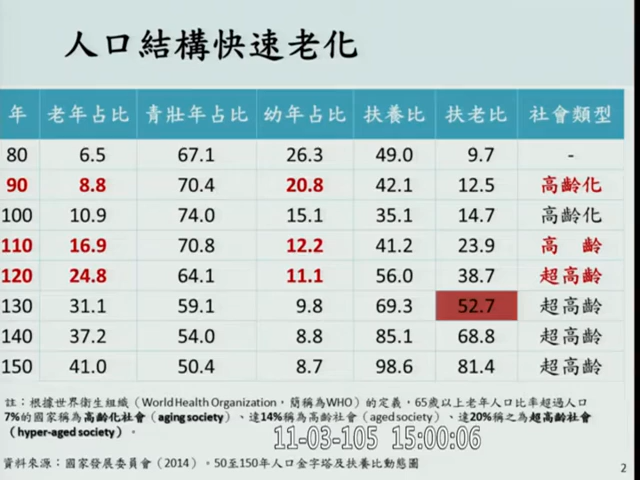 人口結構快速老化
年 老年占比 青壯年占比 幼年占比 扶養比 扶老比 社會類型
80 6.5 67.1 26.3 49.0 9.7 -
90 8.8 70.4 20.8 42.1 12.5 高齡化
100 10.9 74.0 15.1 35.1 14.7 高齡化
110 16.9 70.8 12.2 41.2 23.9 高 齡
120 24.8 64.1 11.1 56.0 38.7 超高齡
130 31.1 59.1 9.8 69.3 52.7 超高齡
140 37.2 54.0 8.8 85.1 68.8 超高齡
150 41.0 50.4 8.7 98.6 81.4 超高齡
註：根據世界衛生組織（World Health Organization，簡稱為WHO）的定義，65歲以上老年人口比率超過人口
7%的國家稱為高齡化社會（aging society）、達14%稱為高齡社會（aged society）、達20%稱之為超高齡社會
（hyper-aged society）。
11-03-105 15:00:06
資料來源：國家發展委員會（2014）。50至150年人口金字塔及扶養比動態圖
2